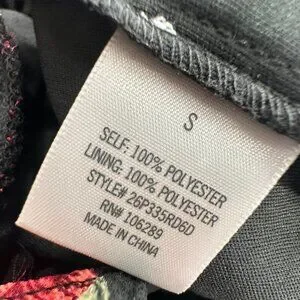 S
SELF: 100% POLYESTER
LINING: 100% POLYESTER
STYLE# 26P335RD6D
RN# 106289
MADE IN CHINA